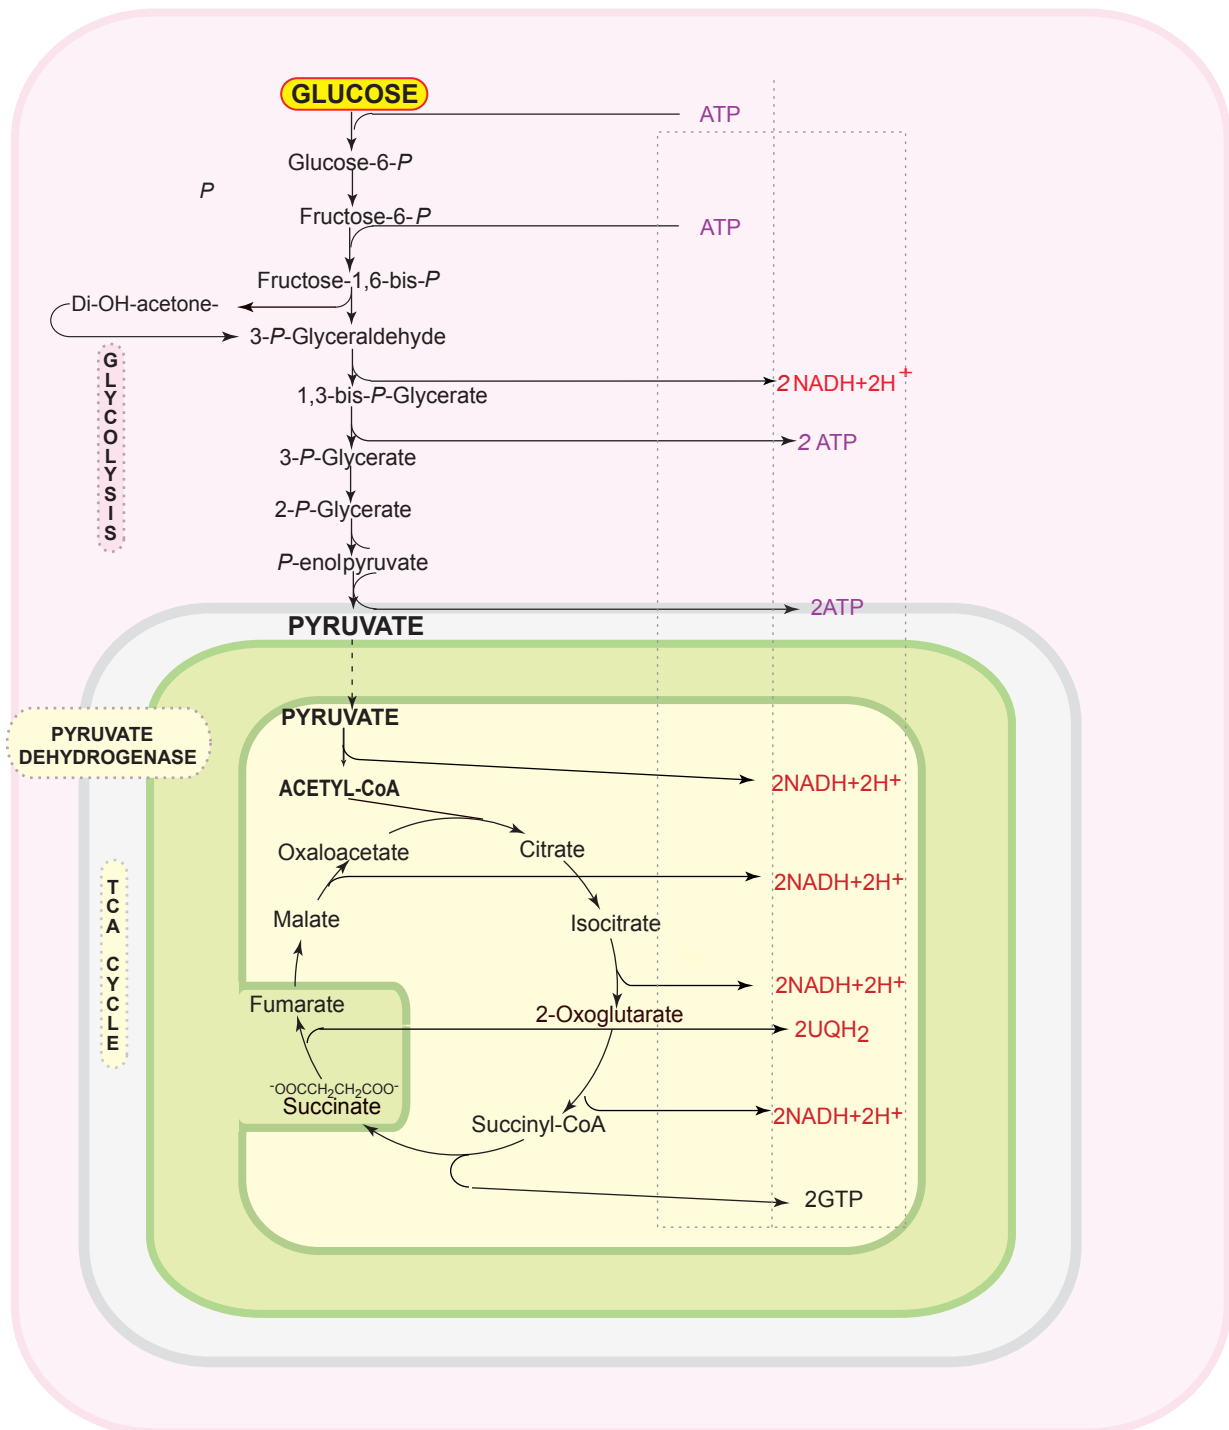 GLUCOSE
ATP
Glucose-6-P
P
Fructose-6-P
ATP
Fructose-1,6-bis-P
Di-OH-acetone-
3-P-Glyceraldehyde
GLYCOLYSIS
2 NADH+2H+
1,3-bis-P-Glycerate
2 ATP
3-P-Glycerate
2-P-Glycerate
P-enolpyruvate
2ATP
PYRUVATE
PYRUVATE
PYRUVATE
DEHYDROGENASE
2NADH+2H+
ACETYL-CoA
Oxaloacetate
Citrate
2NADH+2H+
TCA CYCLE
Malate
Isocitrate
2NADH+2H+
Fumarate
2-Oxoglutarate
2UQH2
-OOCCH2CH2COO-
Succinate
2NADH+2H+
Succinyl-CoA
2GTP